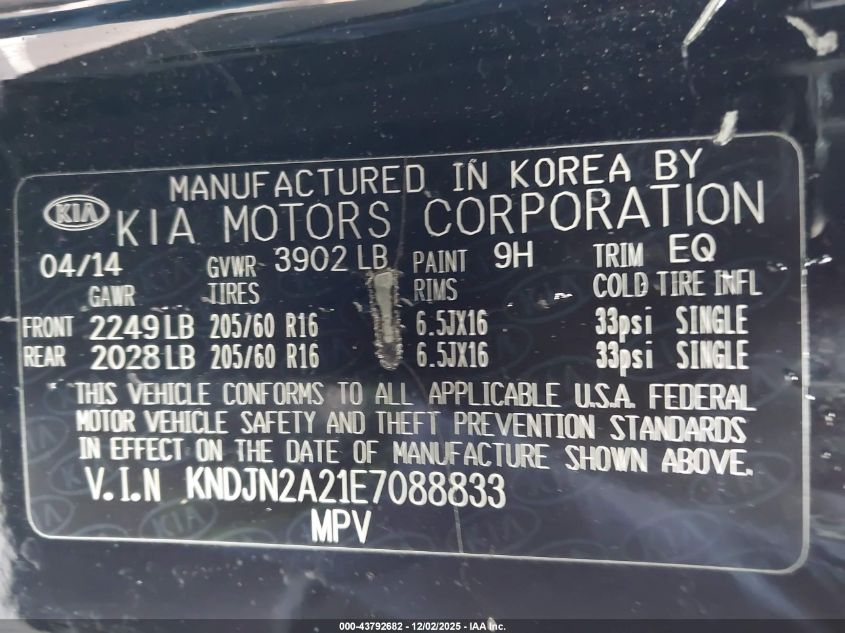 MANUFACTURED IN KOREA BY
KIA KIA MOTORS CORPORATION
04/14 GVWR 3902 LB PAINT 9H TRIM EQ
GAWR TIRES RIMS COLD TIRE INFL
FRONT 2249 LB 205/60 R16 6.5JX16 33psi SINGLE
REAR 2028 LB 205/60 R16 6.5JX16 33psi SINGLE
THIS VEHICLE CONFORMS TO ALL APPLICABLE U.S.A. FEDERAL
MOTOR VEHICLE SAFETY AND THEFT PREVENTION STANDARDS
IN EFFECT ON THE DATE OF MANUFACTURE SHOWN ABOVE.
V.I.N KNDJN2A21E7088833
MPV
000-43792682 - 12/02/2025 - IAA Inc.